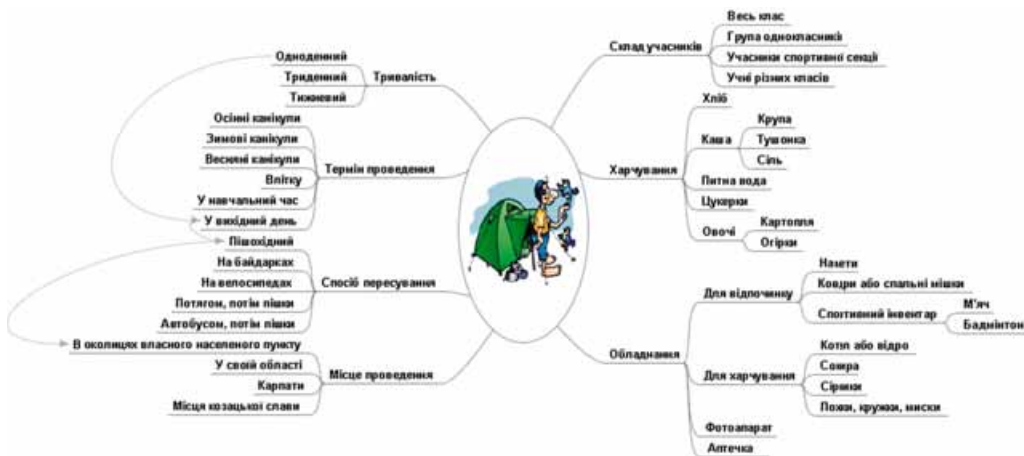 Тривалість
Одноденний
Триденний
Тижневий
Термін проведення
Осінні канікули
Зимові канікули
Весняні канікули
Влітку
У навчальний час
У вихідний день
Спосіб пересування
Пішохідний
На байдарках
На велосипедах
Потягом, потім пішки
Автобусом, потім пішки
Місце проведення
В околицях власного населеного пункту
У своїй області
Карпати
Місця козацької слави
Склад учасників
Весь клас
Група однокласників
Учасники спортивної секції
Учні різних класів
Харчування
Хліб
Каша
Крупа
Тушонка
Сіль
Питна вода
Цукерки
Овочі
Картопля
Огірки
Обладнання
Для відпочинку
Намети
Ковдри або спальні мішки
Спортивний інвентар
М'яч
Бадмінтон
Для харчування
Котел або відро
Сокира
Сірники
Ложки, кружки, миски
Фотоапарат
Аптечка